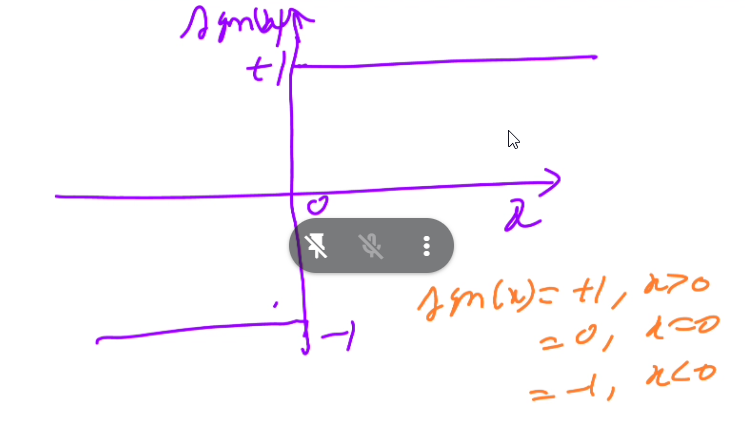 sgn(x)
+1
0
x
-1
sgn(x) = +1, x>0
= 0, x=0
= -1, x<0